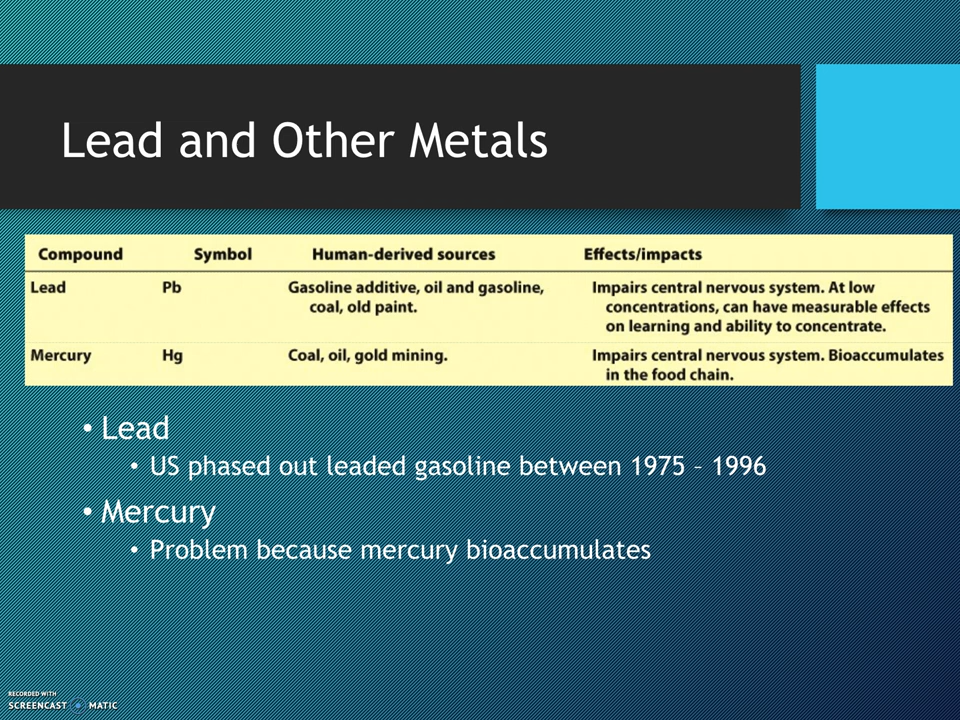 Lead and Other Metals
Compound Symbol Human-derived sources Effects/impacts
Lead Pb Gasoline additive, oil and gasoline, Impairs central nervous system. At low
coal, old paint. concentrations, can have measurable effects
on learning and ability to concentrate.
Mercury Hg Coal, oil, gold mining. Impairs central nervous system. Bioaccumulates
in the food chain.
• Lead
• US phased out leaded gasoline between 1975 – 1996
• Mercury
• Problem because mercury bioaccumulates
RECORDED WITH
SCREENCAST MATIC